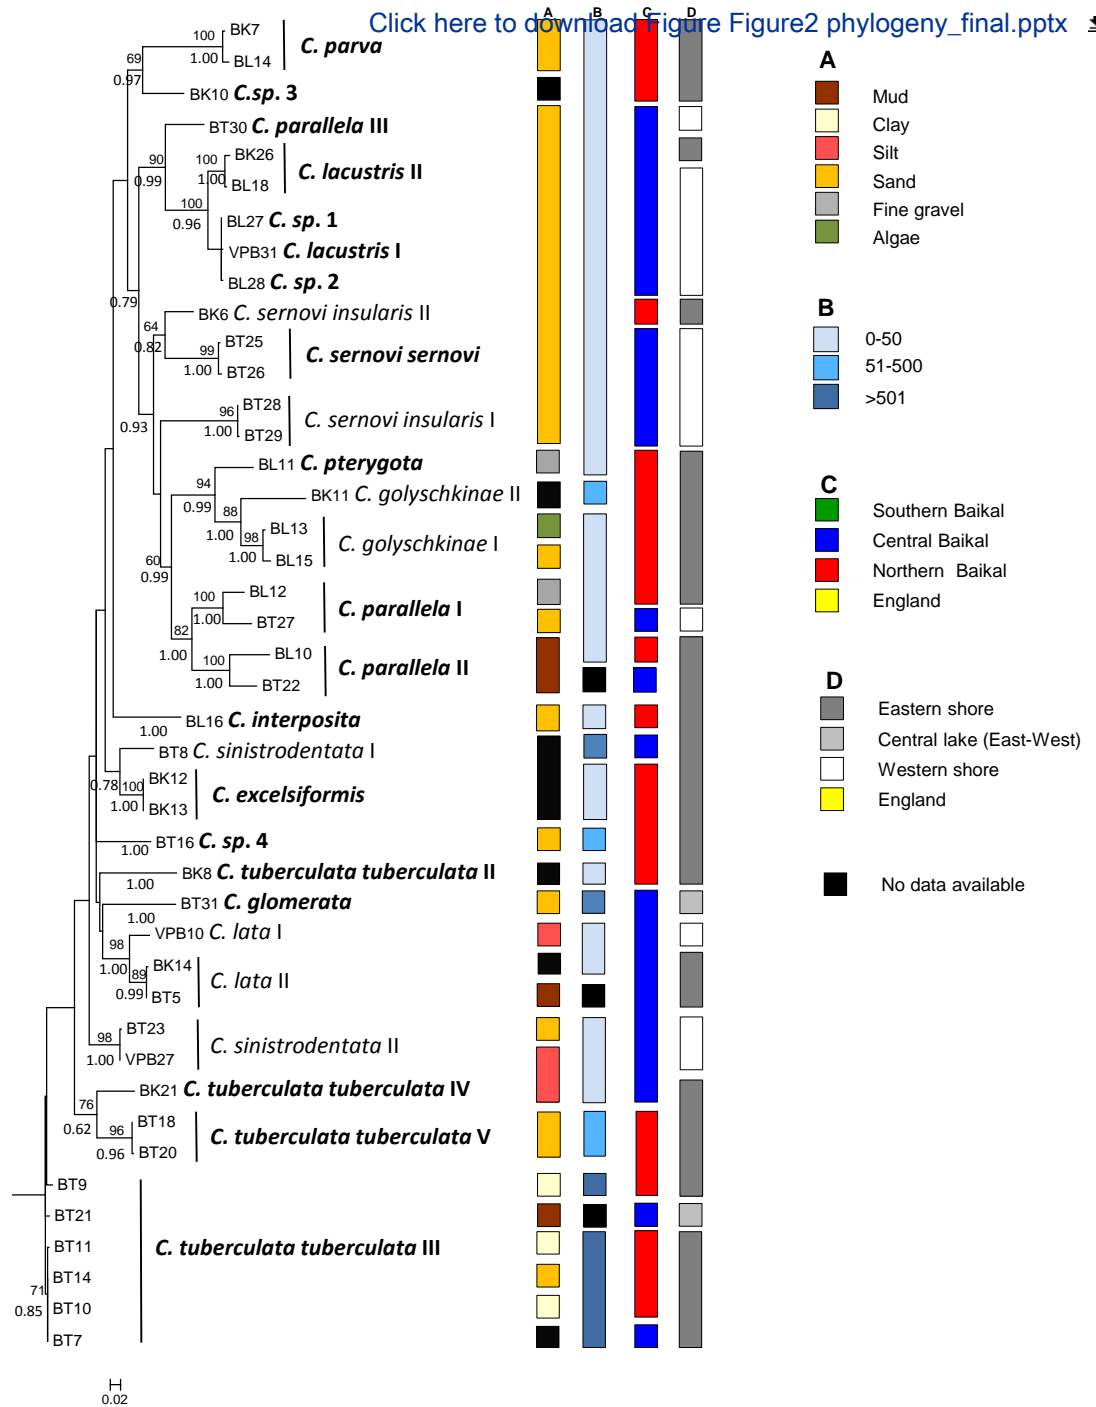 Click here to download Figure Figure2 phylogeny_final.pptx
A B C D
BK7
100
1.00
BL14
C. parva
69
0.97
BK10 C.sp. 3
BT30 C. parallela III
90
0.99
100
1.00
BK26
BL18
C. lacustris II
100
0.96
BL27 C. sp. 1
VPB31 C. lacustris I
BL28 C. sp. 2
0.79
BK6 C. sernovi insularis II
64
0.82
BT25
99
1.00
BT26
C. sernovi sernovi
BT28
96
1.00
BT29
C. sernovi insularis I
0.93
BL11 C. pterygota
94
0.99
BK11 C. golyschkinae II
88
1.00
BL13
98
1.00
BL15
C. golyschkinae I
60
0.99
BL12
100
1.00
BT27
C. parallela I
82
1.00
BL10
100
1.00
BT22
C. parallela II
BL16 C. interposita
1.00
BT8 C. sinistrodentata I
0.78
BK12
100
1.00
BK13
C. excelsiformis
BT16 C. sp. 4
1.00
BK8 C. tuberculata tuberculata II
1.00
BT31 C. glomerata
1.00
VPB10 C. lata I
98
1.00
BK14
89
0.99
BT5
C. lata II
BT23
98
1.00
VPB27
C. sinistrodentata II
BK21 C. tuberculata tuberculata IV
76
0.62
BT18
96
0.96
BT20
C. tuberculata tuberculata V
BT9
BT21
BT11
BT14
71
0.85
BT10
BT7
C. tuberculata tuberculata III
0.02
A
Mud
Clay
Silt
Sand
Fine gravel
Algae
B
0-50
51-500
>501
C
Southern Baikal
Central Baikal
Northern Baikal
England
D
Eastern shore
Central lake (East-West)
Western shore
England
No data available